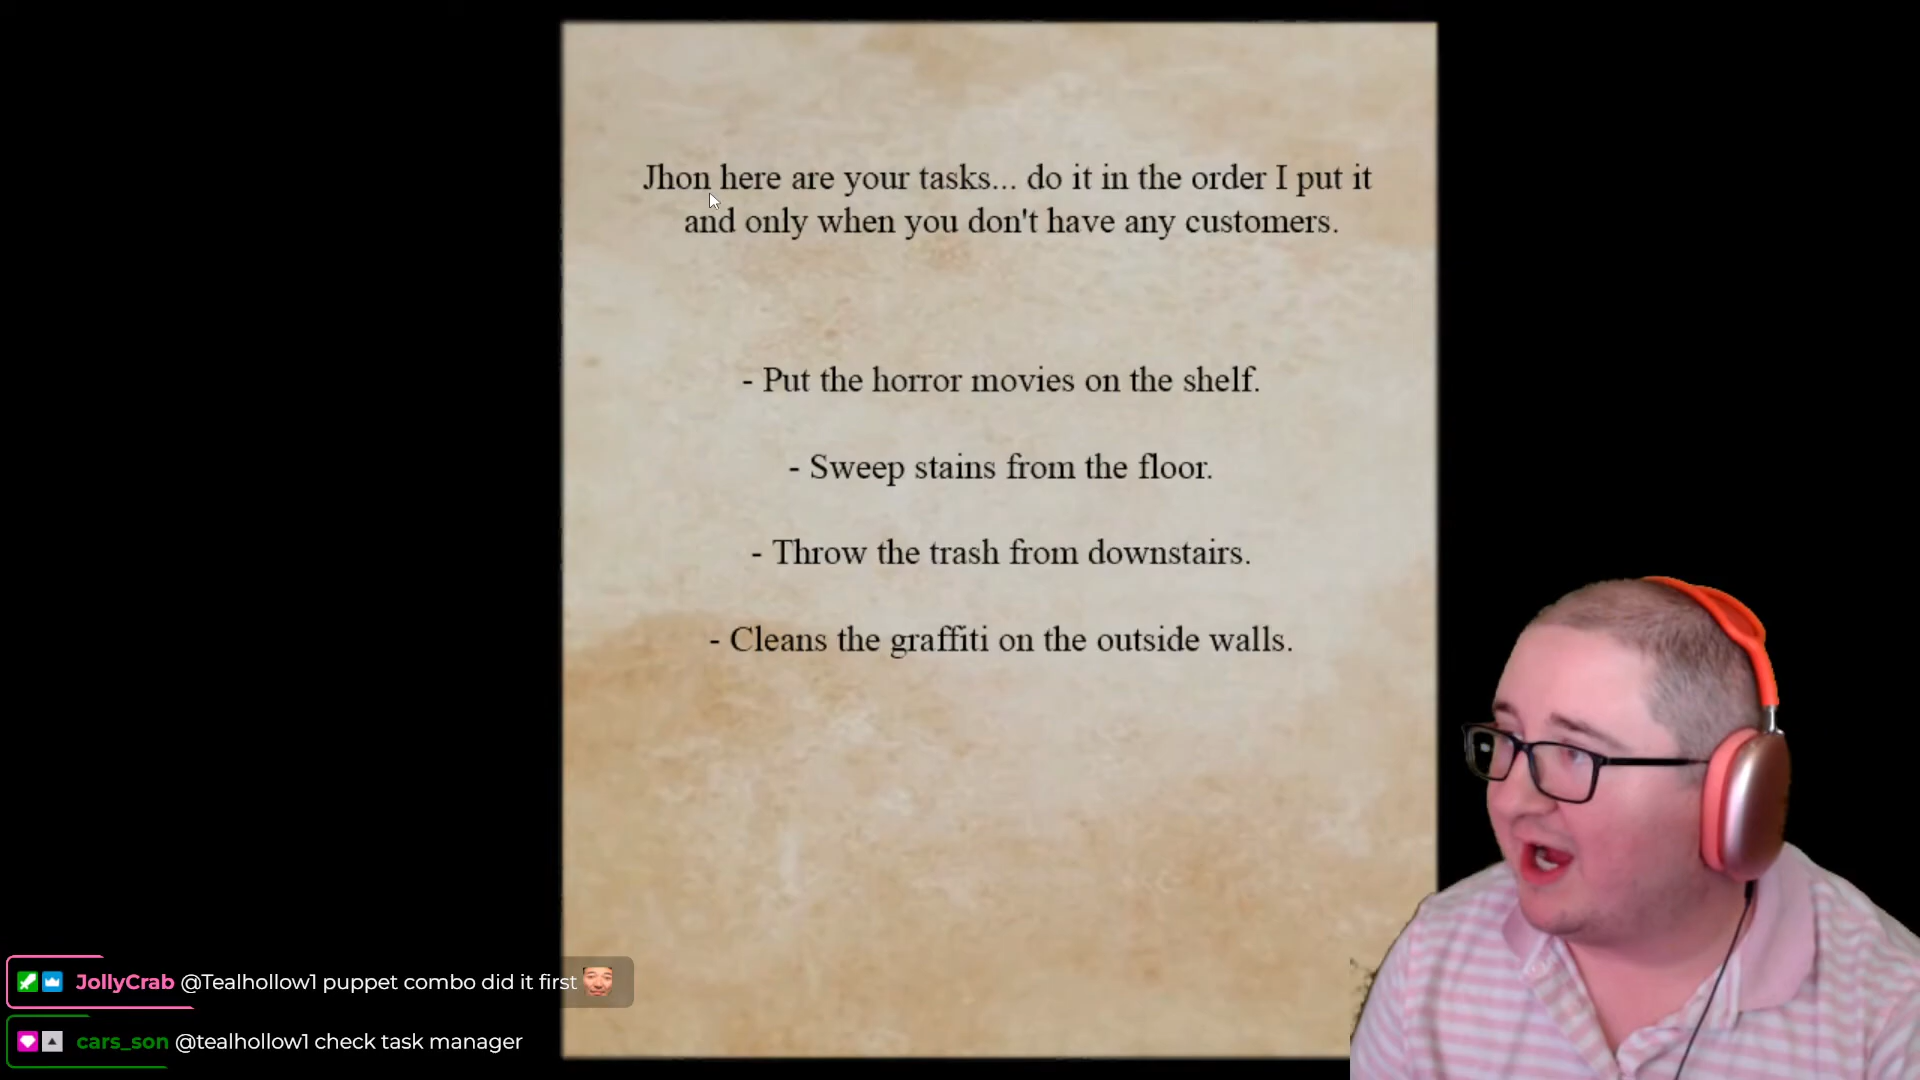 Jhon here are your tasks... do it in the order I put it
and only when you don't have any customers.
- Put the horror movies on the shelf.
- Sweep stains from the floor.
- Throw the trash from downstairs.
- Cleans the graffiti on the outside walls.
JollyCrab @Tealhollow1 puppet combo did it first
cars_son @tealhollow1 check task manager